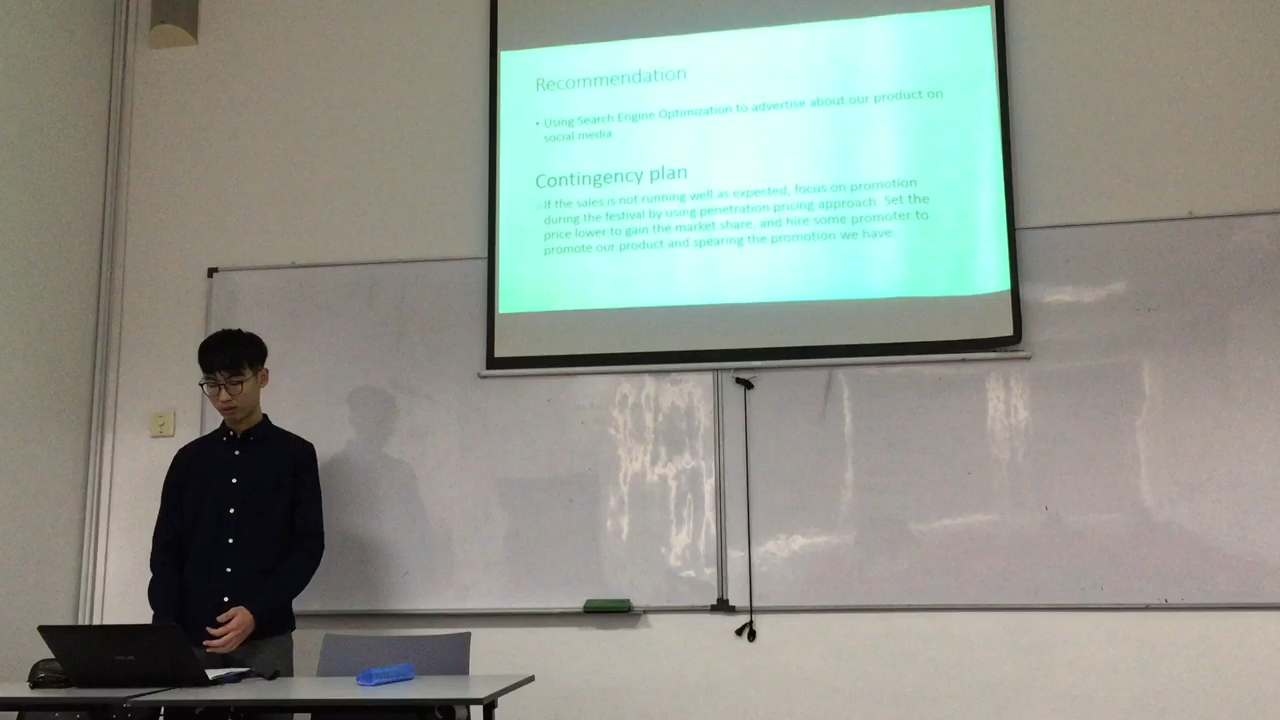 Recommendation
• Using Search Engine Optimization to advertise about our product on
social media
Contingency plan
If the sales is not running well as expected, focus on promotion
during the festival by using penetration pricing approach. Set the
price lower to gain the market share, and hire some promoter to
promote our product and spearing the promotion we have.
ASUS